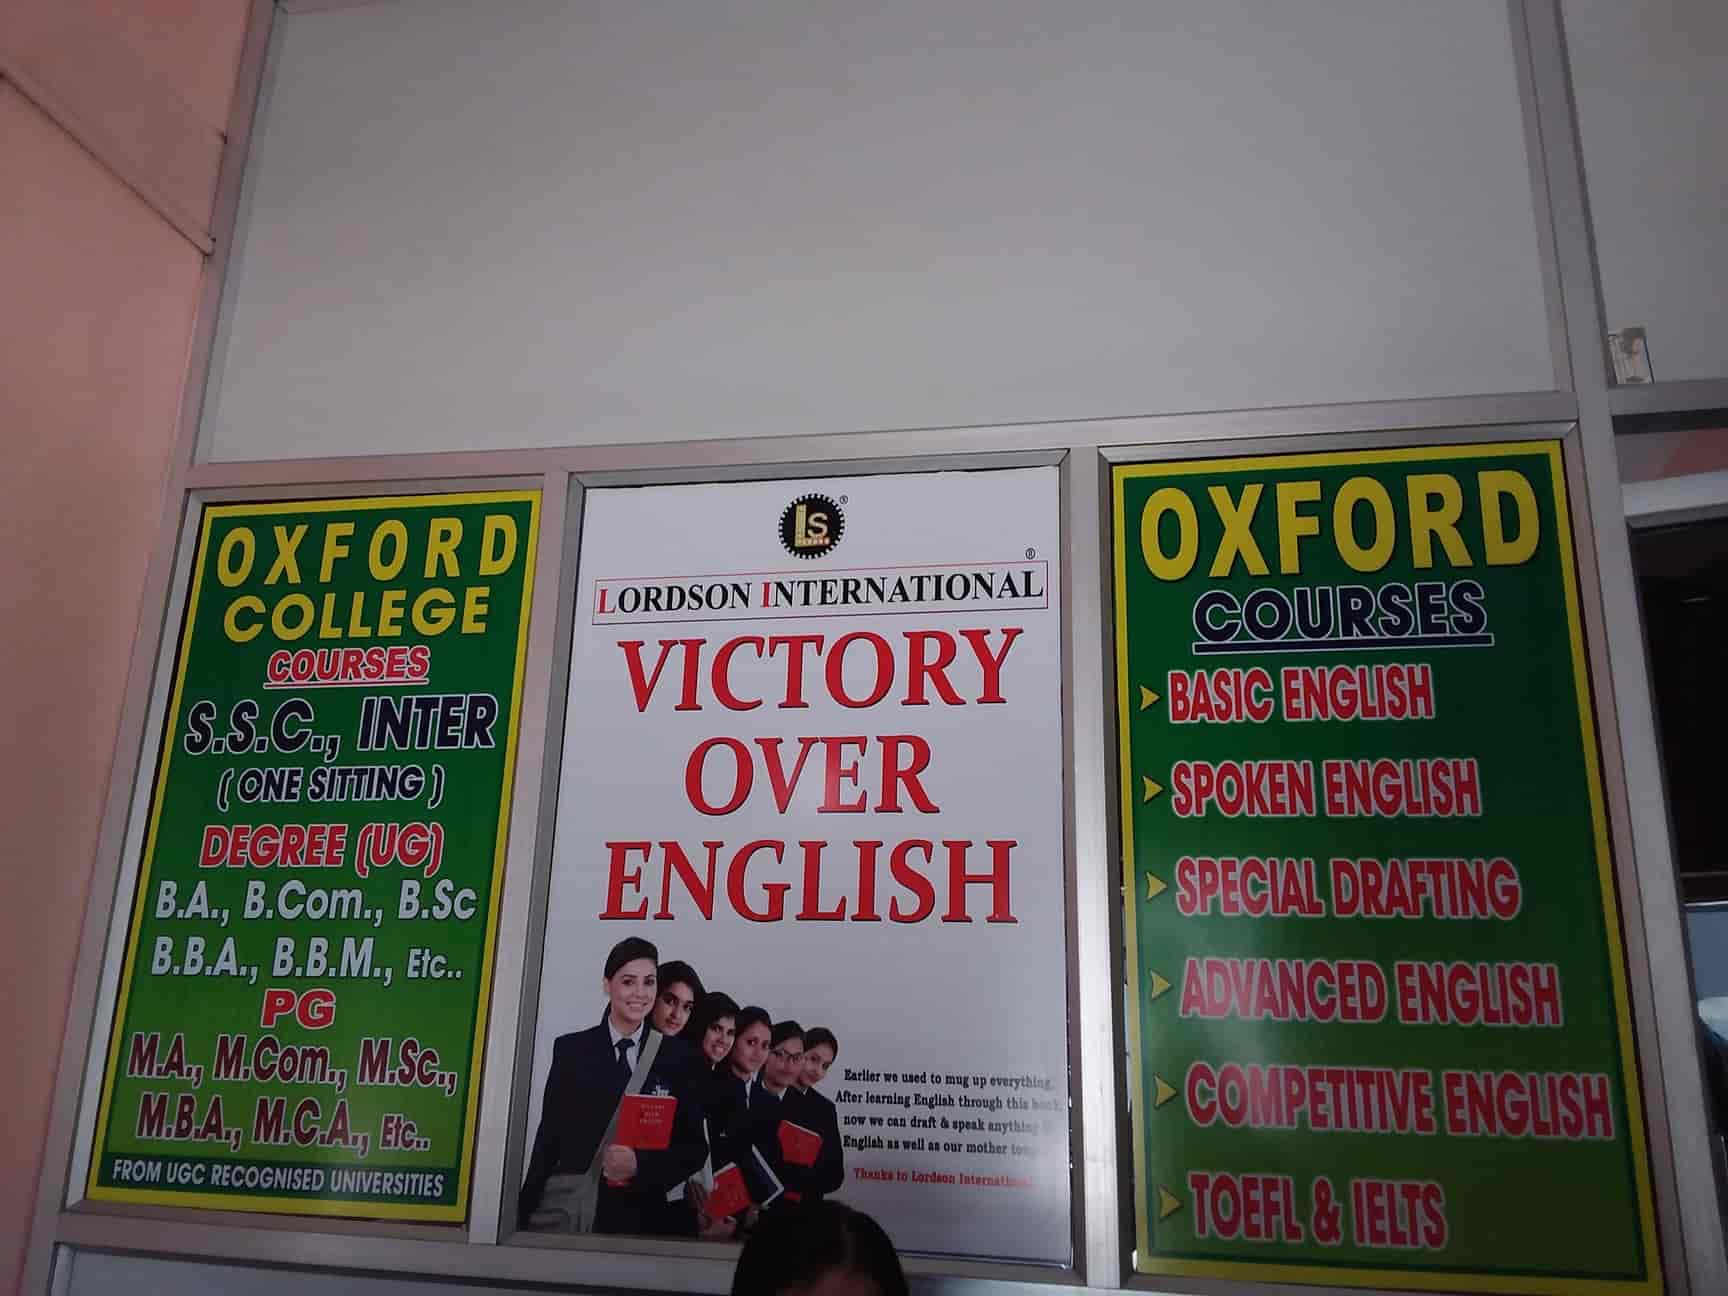 OXFORD
COLLEGE
COURSES
S.S.C., INTER
( ONE SITTING )
DEGREE (UG)
B.A., B.Com., B.Sc
B.B.A., B.B.M., Etc..
PG
M.A., M.Com., M.Sc.,
M.B.A., M.C.A., Etc..
FROM UGC RECOGNISED UNIVERSITIES
LS ®
®
LORDSON INTERNATIONAL
VICTORY
OVER
ENGLISH
Earlier we used to mug up everything.
After learning English through this book,
now we can draft & speak anything
English as well as our mother
Thanks to Lordson International
OXFORD
COURSES
BASIC ENGLISH
SPOKEN ENGLISH
SPECIAL DRAFTING
ADVANCED ENGLISH
COMPETITIVE ENGLISH
TOEFL & IELTS